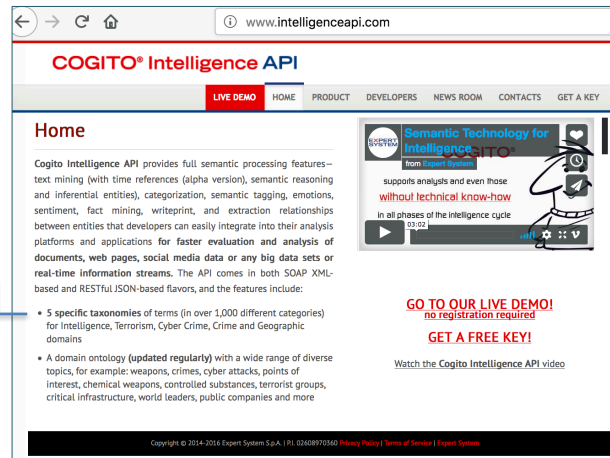 www.intelligenceapi.com
COGITO® Intelligence API
LIVE DEMO HOME PRODUCT DEVELOPERS NEWS ROOM CONTACTS GET A KEY
Home
Cogito Intelligence API provides full semantic processing features—
text mining (with time references (alpha version), semantic reasoning
and inferential entities), categorization, semantic tagging, emotions,
sentiment, fact mining, writeprint, and extraction relationships
between entities that developers can easily integrate into their analysis
platforms and applications for faster evaluation and analysis of
documents, web pages, social media data or any big data sets or
real-time information streams. The API comes in both SOAP XML-
based and RESTful JSON-based flavors, and the features include:
• 5 specific taxonomies of terms (in over 1,000 different categories)
for Intelligence, Terrorism, Cyber Crime, Crime and Geographic
domains
• A domain ontology (updated regularly) with a wide range of diverse
topics, for example: weapons, crimes, cyber attacks, points of
interest, chemical weapons, controlled substances, terrorist groups,
critical infrastructure, world leaders, public companies and more
EXPERT
SYSTEM
Semantic Technology for
Intelligence
COGITO®
from Expert System
supports analysts and even those
without technical know-how
in all phases of the intelligence cycle
03:02
GO TO OUR LIVE DEMO!
no registration required
GET A FREE KEY!
Watch the Cogito Intelligence API video
Copyright © 2014-2016 Expert System S.p.A. | P.I. 02608970360 Privacy Policy | Terms of Service | Expert System